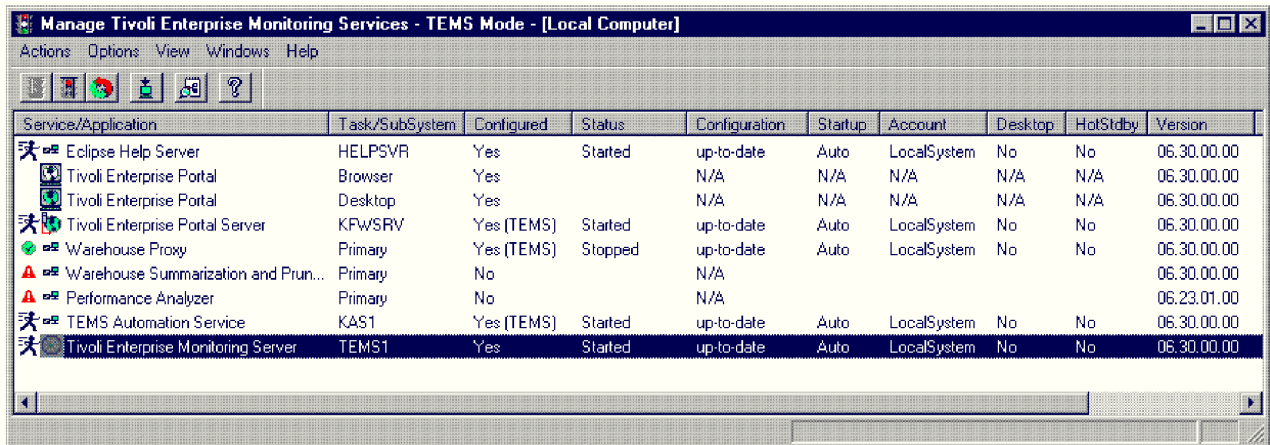 Manage Tivoli Enterprise Monitoring Services - TEMS Mode - [Local Computer]
Actions Options View Windows Help
Service/Application Task/SubSystem Configured Status Configuration Startup Account Desktop HotStdby Version
Eclipse Help Server HELPSVR Yes Started up-to-date Auto LocalSystem No No 06.30.00.00
Tivoli Enterprise Portal Browser Yes N/A N/A N/A N/A N/A 06.30.00.00
Tivoli Enterprise Portal Desktop Yes N/A N/A N/A N/A N/A 06.30.00.00
Tivoli Enterprise Portal Server KFWSRV Yes (TEMS) Started up-to-date Auto LocalSystem No No 06.30.00.00
Warehouse Proxy Primary Yes (TEMS) Stopped up-to-date Auto LocalSystem No No 06.30.00.00
Warehouse Summarization and Prun... Primary No N/A 06.30.00.00
Performance Analyzer Primary No N/A 06.23.01.00
TEMS Automation Service KAS1 Yes (TEMS) Started up-to-date Auto LocalSystem No No 06.30.00.00
Tivoli Enterprise Monitoring Server TEMS1 Yes Started up-to-date Auto LocalSystem No No 06.30.00.00